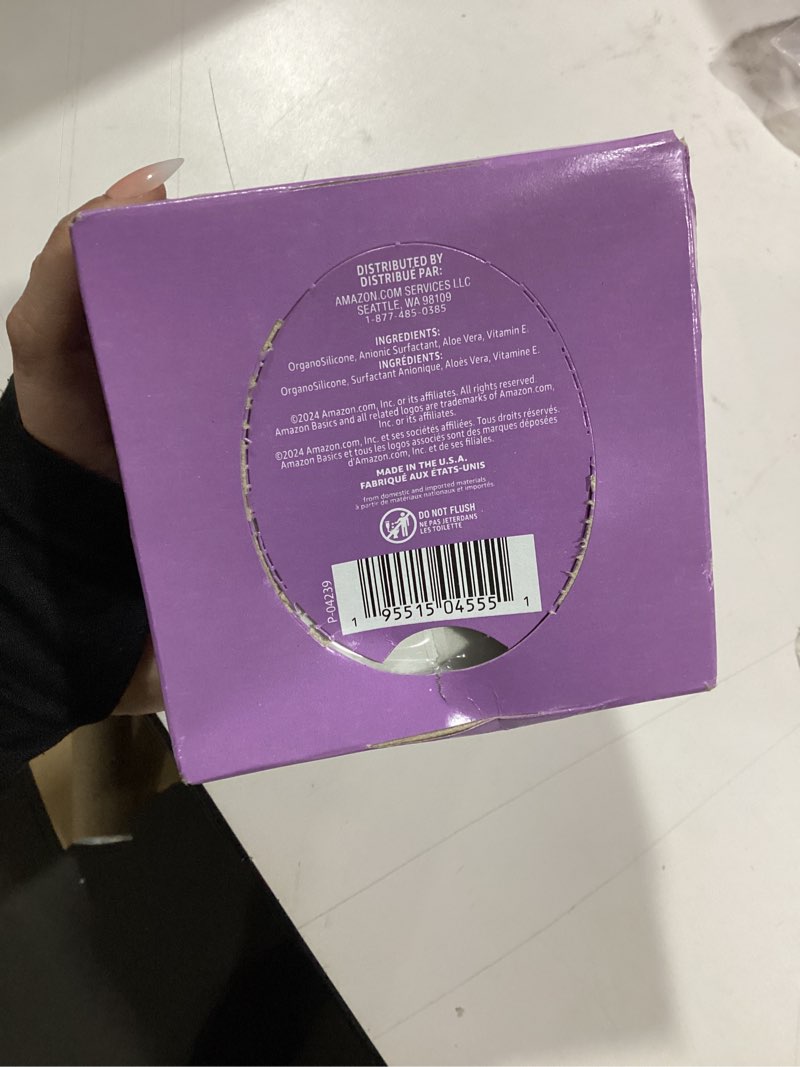 DISTRIBUTED BY
DISTRIBUÉ PAR:
AMAZON.COM SERVICES LLC
SEATTLE, WA 98109
1-877-485-0385
INGREDIENTS:
OrganoSilicone, Anionic Surfactant, Aloe Vera, Vitamin E.
INGRÉDIENTS:
OrganoSilicone, Surfactant Anionique, Aloès Vera, Vitamine E.
©2024 Amazon.com, Inc. or its affiliates. All rights reserved.
Amazon Basics and all related logos are trademarks of Amazon.com,
Inc. or its affiliates.
©2024 Amazon.com, Inc. et ses sociétés affiliées. Tous droits réservés.
Amazon Basics et tous les logos associés sont des marques déposées
d'Amazon.com, Inc. et de ses filiales.
MADE IN THE U.S.A.
FABRIQUÉ AUX ÉTATS-UNIS
from domestic and imported materials
à partir de matériaux nationaux et importés.
DO NOT FLUSH
NE PAS JETER DANS
LES TOILETTE
P-04239
1 95515 04555 1